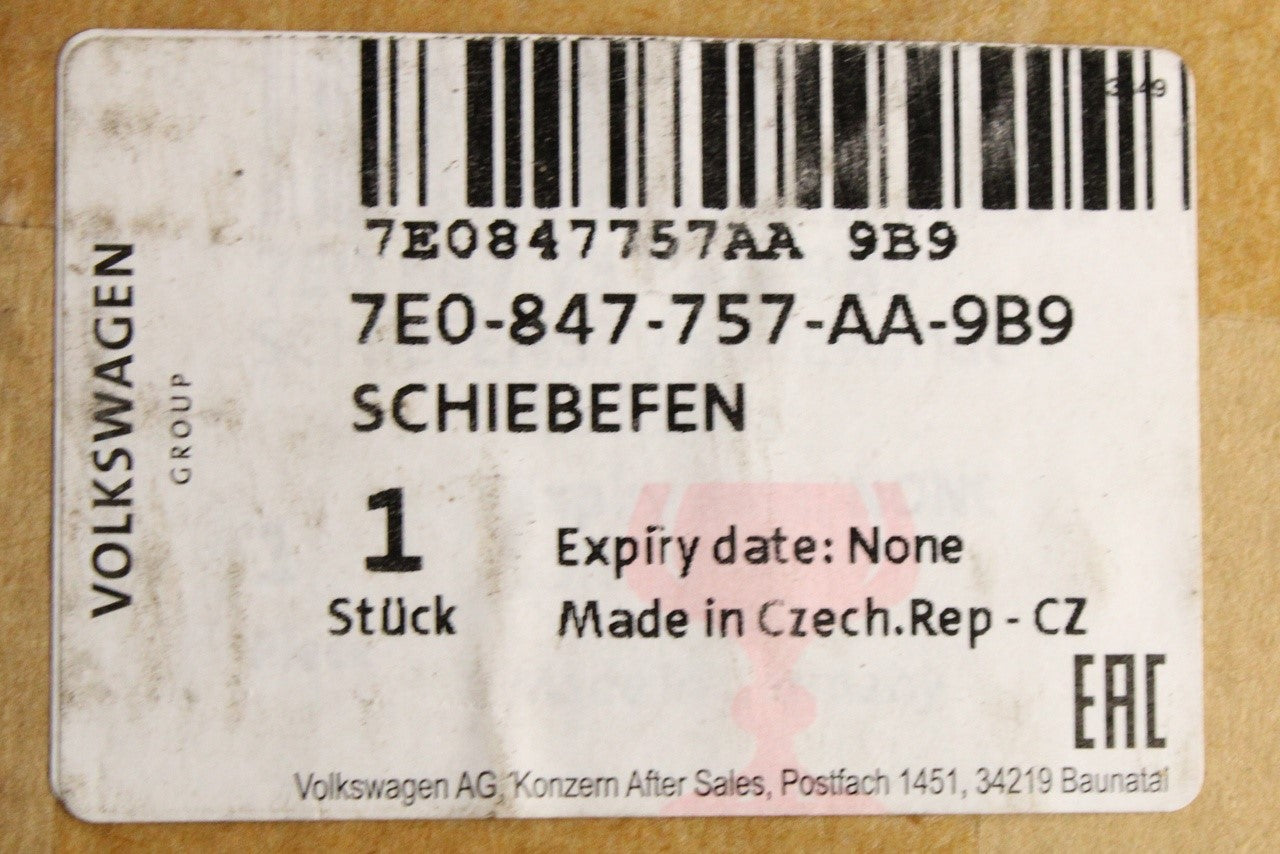 7E0847757AA 9B9
7E0-847-757-AA-9B9
SCHIEBEFEN
1
Stück
Expiry date: None
Made in Czech.Rep - CZ
EAC
Volkswagen AG, Konzern After Sales, Postfach 1451, 34219 Baunatal
VOLKSWAGEN
GROUP